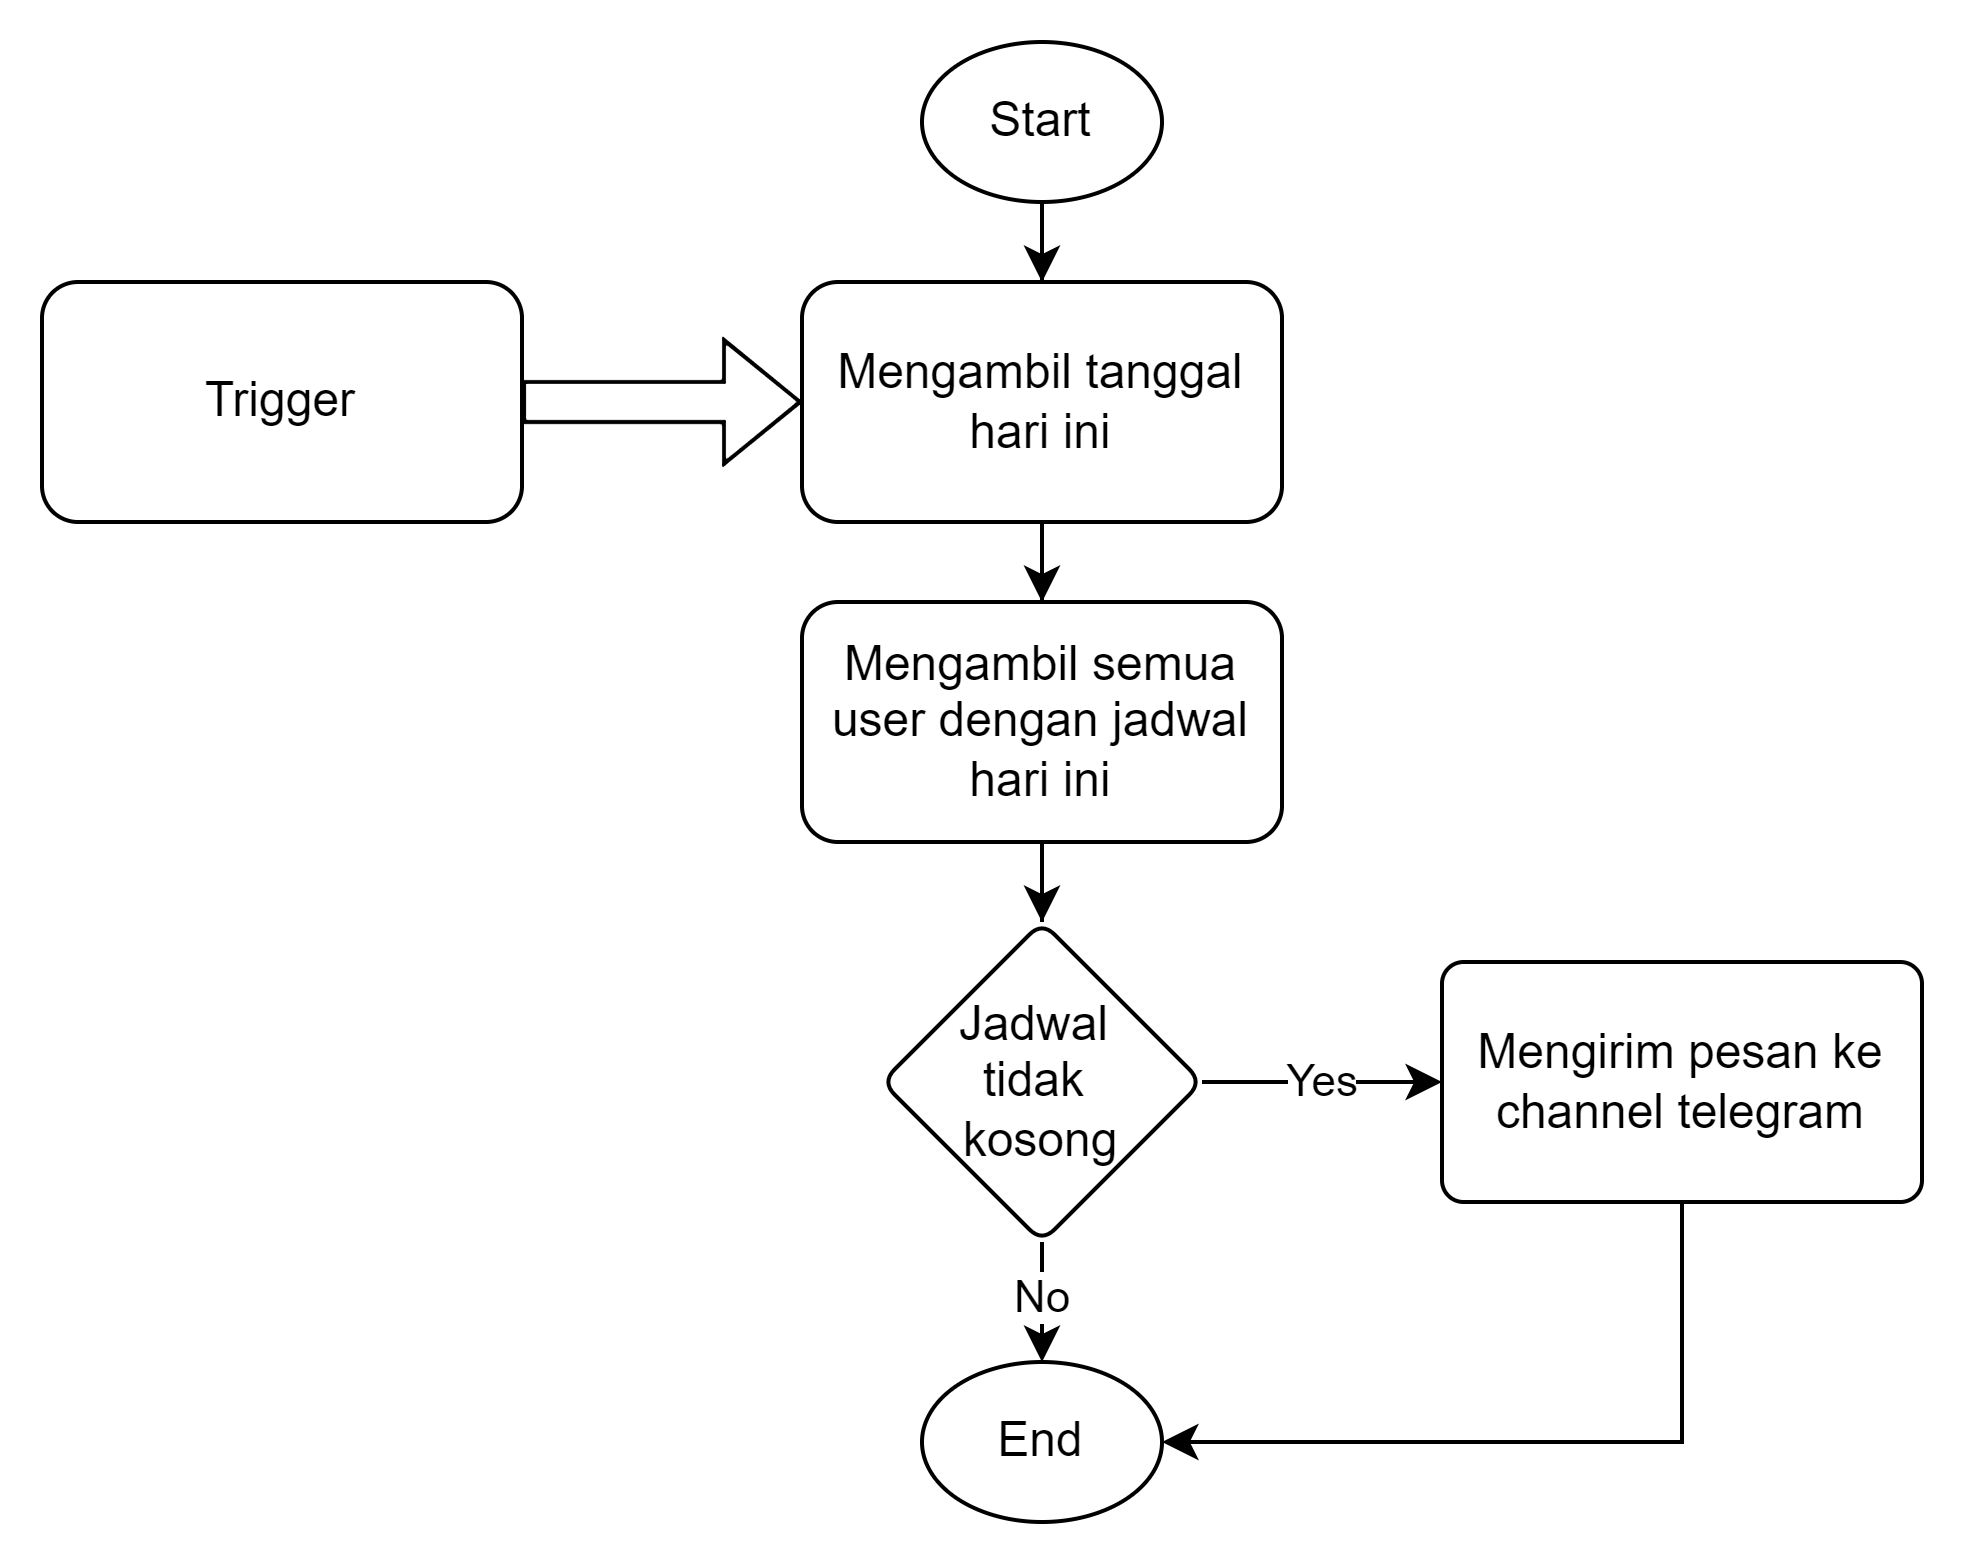 Start
Trigger
Mengambil tanggal
hari ini
Mengambil semua
user dengan jadwal
hari ini
Jadwal
tidak
kosong
Yes
Mengirim pesan ke
channel telegram
No
End